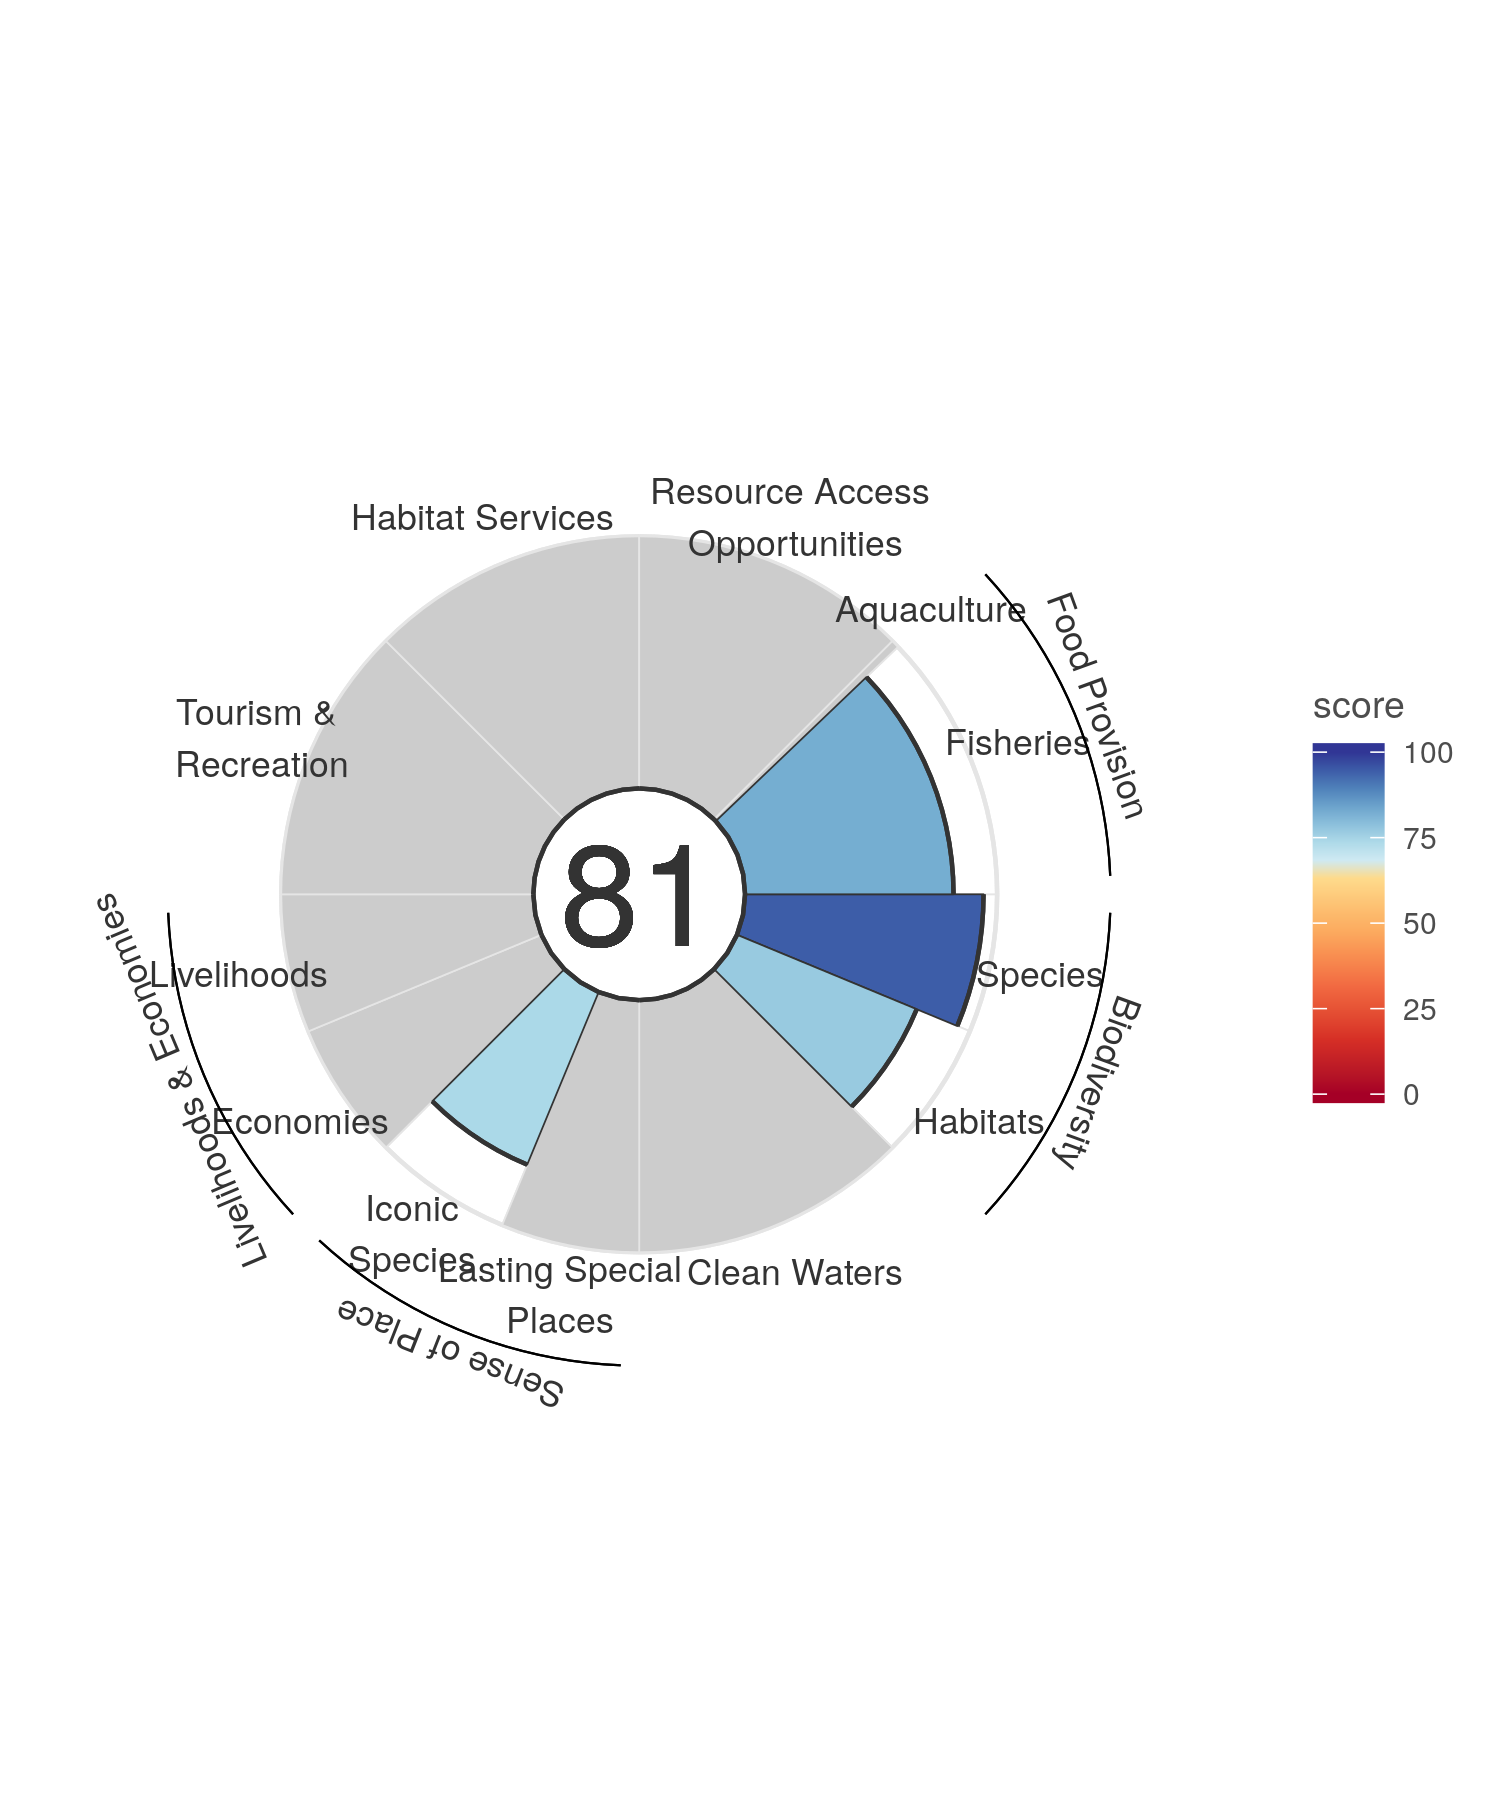 Resource Access
Opportunities
Habitat Services
Aquaculture
Food Provision
Fisheries
Tourism &
Recreation
score
100
75
50
25
0
81
Species
Biodiversity
Habitats
Livelihoods
Livelihoods & Economies
Economies
Iconic
Species
Lasting Special
Places
Clean Waters
Sense of Place